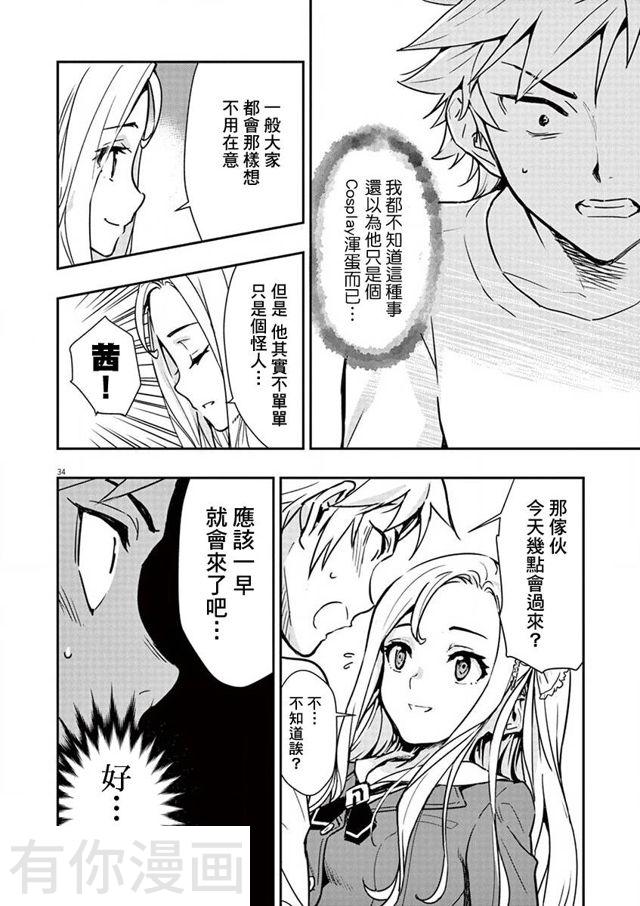 我都不知道這種事
還以為他只是個
Cosplay渾蛋而已…
一般大家
都會那樣想
不用在意
但是 他其實不單單
只是個怪人…
茜！
34
那傢伙
今天幾點會過來？
不…
不知道誒？
應該一早
就會來了吧…
好…
有你漫画